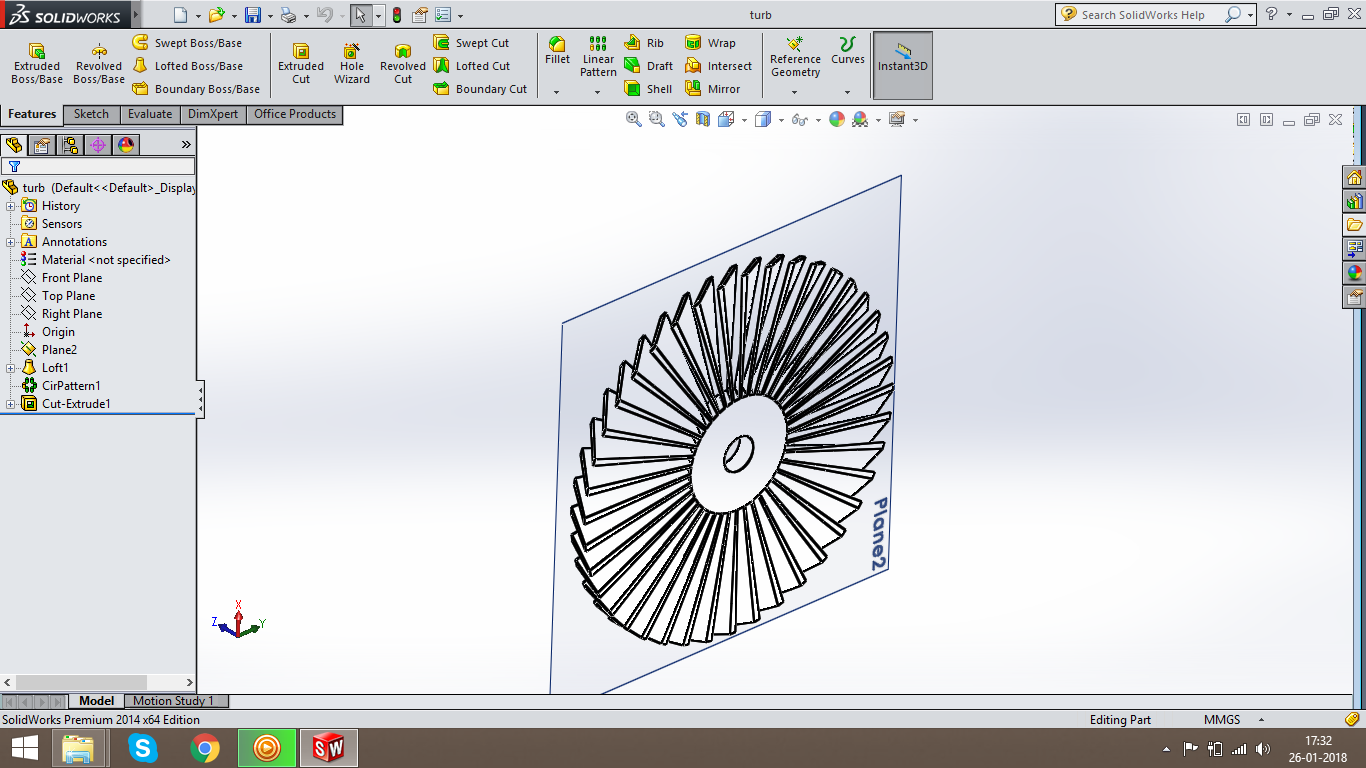 SOLIDWORKS
turb
Search SolidWorks Help
Extruded Boss/Base
Revolved Boss/Base
Swept Boss/Base
Lofted Boss/Base
Boundary Boss/Base
Extruded Cut
Hole Wizard
Revolved Cut
Swept Cut
Lofted Cut
Boundary Cut
Fillet
Linear Pattern
Rib
Draft
Shell
Wrap
Intersect
Mirror
Reference Geometry
Curves
Instant3D
Features
Sketch
Evaluate
DimXpert
Office Products
turb (Default<<Default>_Display
History
Sensors
Annotations
Material <not specified>
Front Plane
Top Plane
Right Plane
Origin
Plane2
Loft1
CirPattern1
Cut-Extrude1
Plane2
X
Y
Z
Model
Motion Study 1
SolidWorks Premium 2014 x64 Edition
Editing Part
MMGS
17:32
26-01-2018